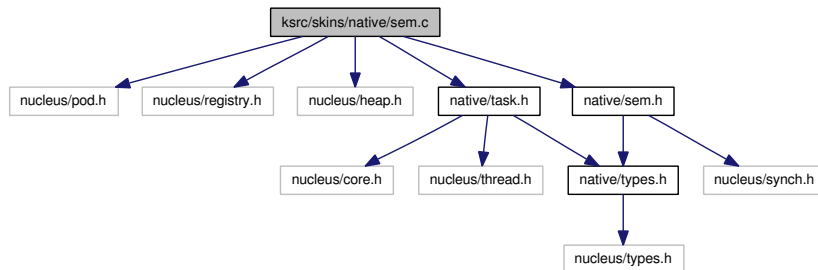 ksrc/skins/native/sem.c
nucleus/pod.h
nucleus/registry.h
nucleus/heap.h
native/task.h
native/sem.h
nucleus/core.h
nucleus/thread.h
native/types.h
nucleus/synch.h
nucleus/types.h